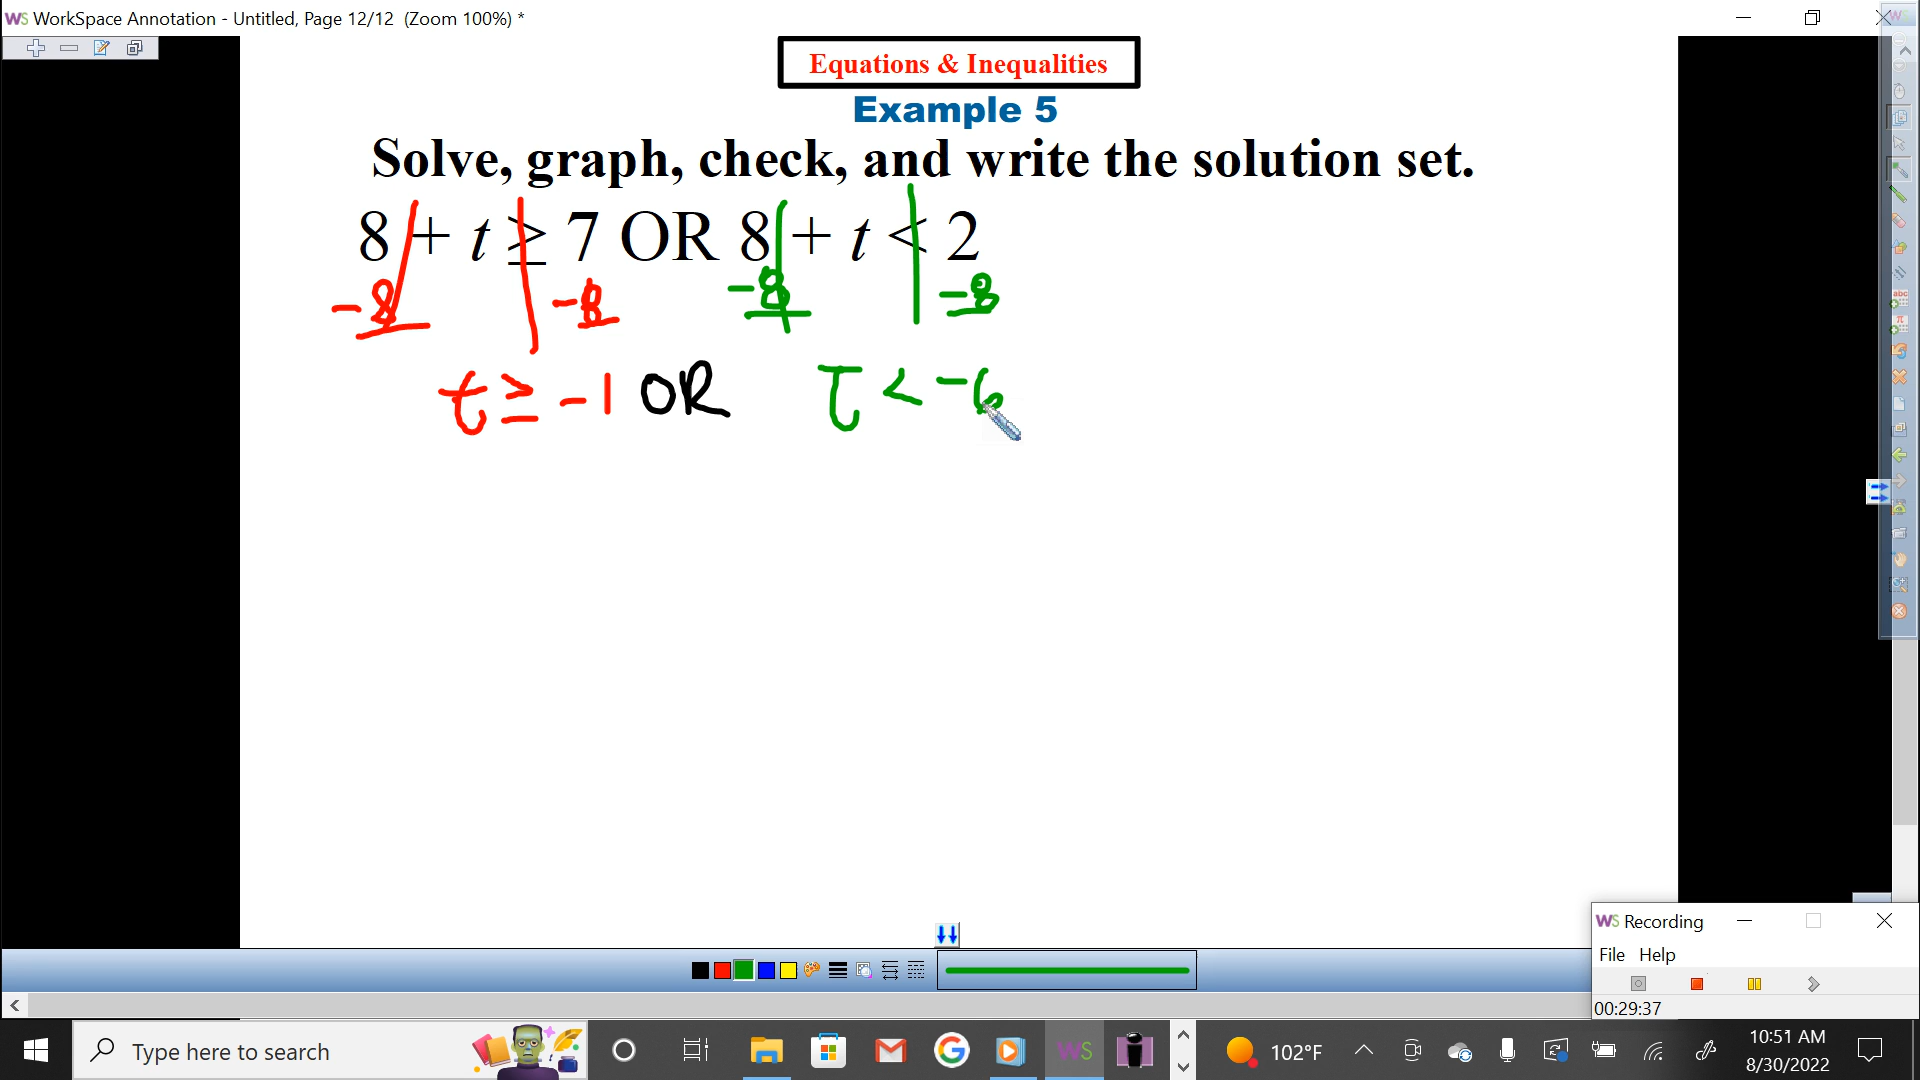 WS WorkSpace Annotation - Untitled, Page 12/12 (Zoom 100%) *
Equations & Inequalities
Example 5
Solve, graph, check, and write the solution set.
8 + t ≥ 7 OR 8 + t < 2
-8 -8 -8 -8
t ≥ -1 OR t < -6
WS Recording
File Help
00:29:37
Type here to search
WS
102°F
10:51 AM
8/30/2022